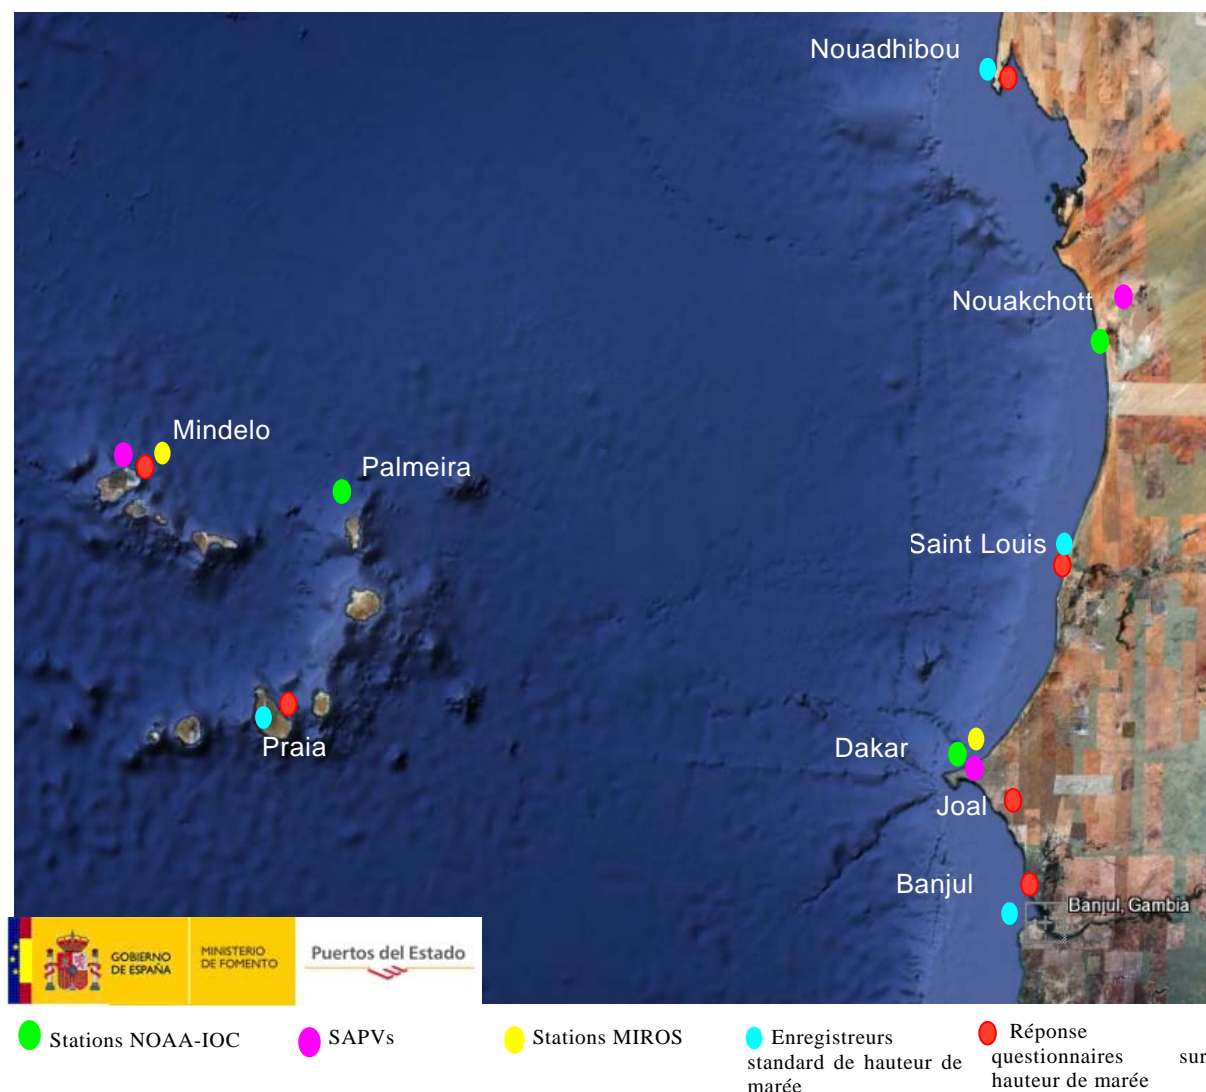 Nouadhibou
Nouakchott
Mindelo
Palmeira
Saint Louis
Praia
Dakar
Joal
Banjul
Banjul, Gambia
GOBIERNO
DE ESPAÑA
MINISTERIO
DE FOMENTO
Puertos del Estado
Stations NOAA-IOC
SAPVs
Stations MIROS
Enregistreurs
standard de hauteur de
marée
Réponse
questionnaires sur
hauteur de marée